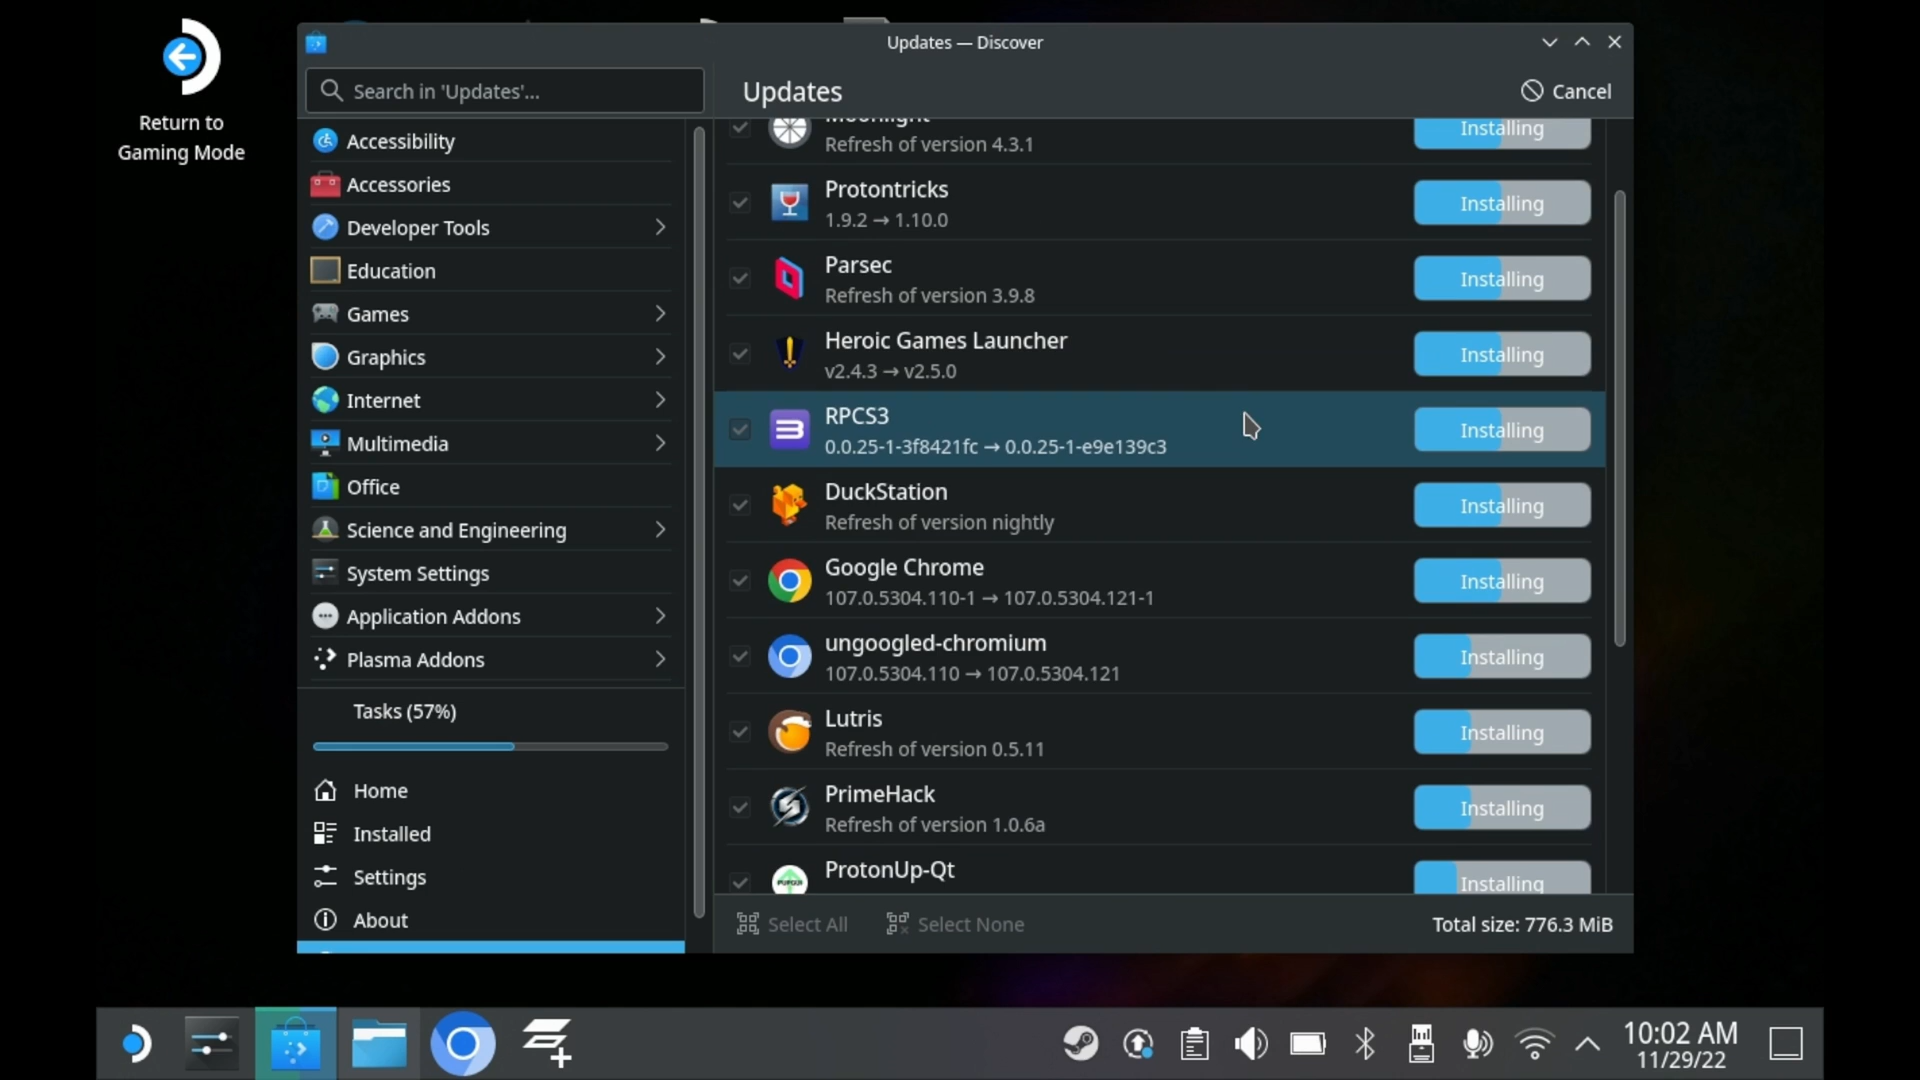 Return to
Gaming Mode
Updates — Discover
Search in 'Updates'...
Updates
Cancel
Accessibility
Accessories
Developer Tools
Education
Games
Graphics
Internet
Multimedia
Office
Science and Engineering
System Settings
Application Addons
Plasma Addons
Tasks (57%)
Home
Installed
Settings
About
Moonlight
Refresh of version 4.3.1
Installing
Protontricks
1.9.2 → 1.10.0
Installing
Parsec
Refresh of version 3.9.8
Installing
Heroic Games Launcher
v2.4.3 → v2.5.0
Installing
RPCS3
0.0.25-1-3f8421fc → 0.0.25-1-e9e139c3
Installing
DuckStation
Refresh of version nightly
Installing
Google Chrome
107.0.5304.110-1 → 107.0.5304.121-1
Installing
ungoogled-chromium
107.0.5304.110 → 107.0.5304.121
Installing
Lutris
Refresh of version 0.5.11
Installing
PrimeHack
Refresh of version 1.0.6a
Installing
ProtonUp-Qt
Installing
Select All
Select None
Total size: 776.3 MiB
10:02 AM
11/29/22